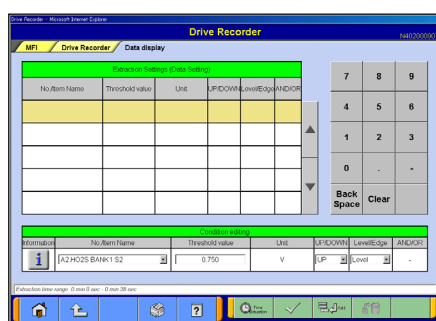 Drive Recorder - Microsoft Internet Explorer
Drive Recorder
N40200090
MFI Drive Recorder Data display
Extraction Settings (Data Setting)
No./Item Name Threshold value Unit UP/DOWN Level/Edge AND/OR
7 8 9
4 5 6
1 2 3
0 . -
Back Space Clear
Condition editing
Information No./Item Name Threshold value Unit UP/DOWN Level/Edge AND/OR
i A2:HO2S BANK1 S2 0.750 V UP Level -
Extraction time range 0 min 0 sec - 0 min 38 sec
Time Extraction